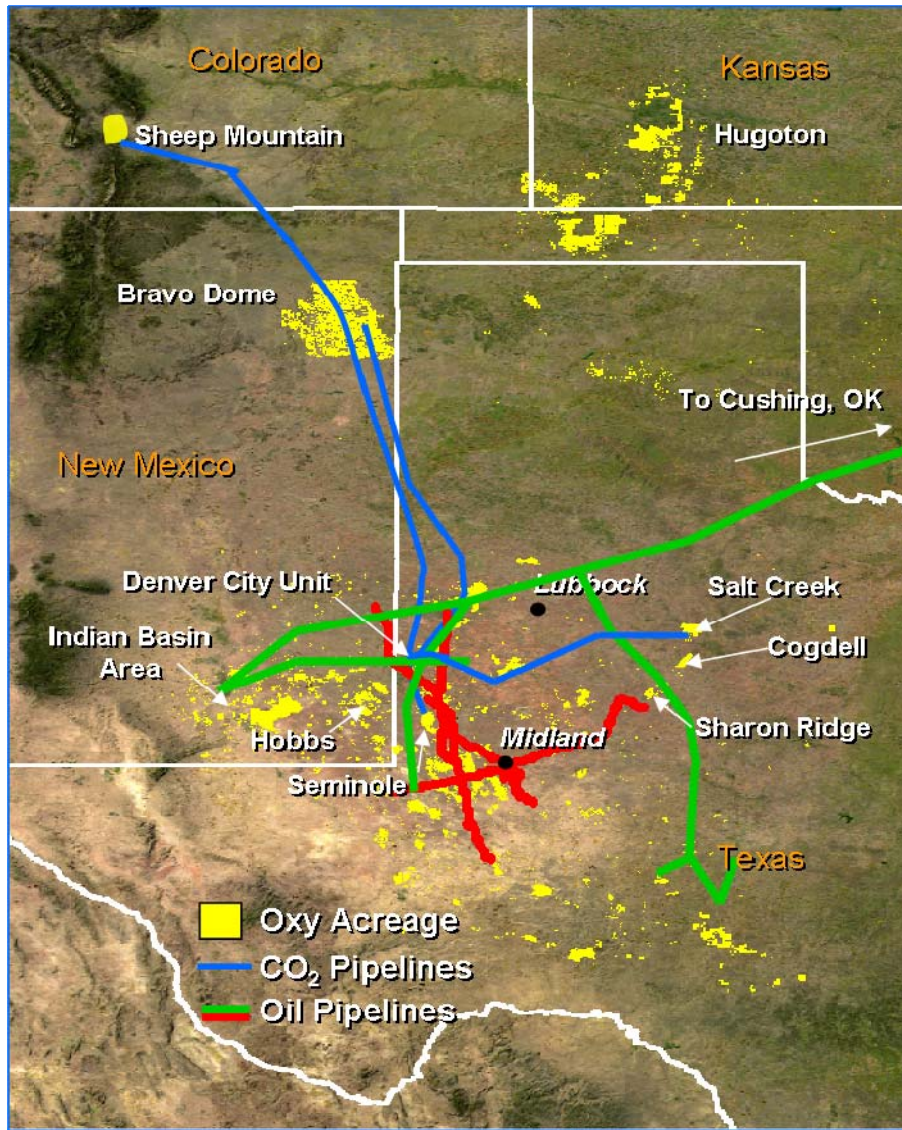 Colorado
Kansas
Sheep Mountain
Hugoton
Bravo Dome
To Cushing, OK
New Mexico
Denver City Unit
Lubbock
Salt Creek
Indian Basin
Area
Cogdell
Hobbs
Midland
Sharon Ridge
Seminole
Texas
Oxy Acreage
CO₂ Pipelines
Oil Pipelines